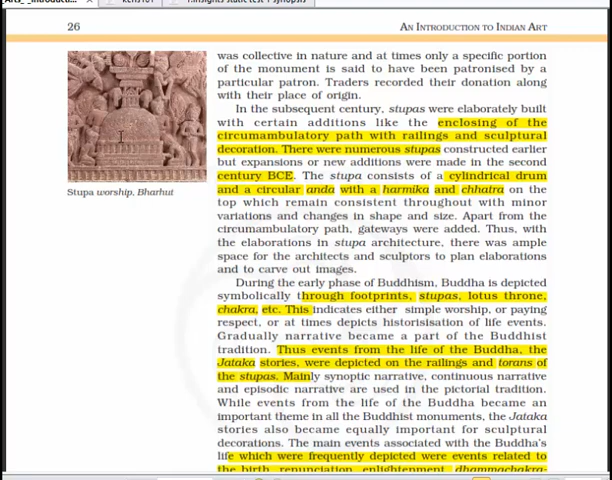 26
AN INTRODUCTION TO INDIAN ART
was collective in nature and at times only a specific portion
of the monument is said to have been patronised by a
particular patron. Traders recorded their donation along
with their place of origin.
In the subsequent century, stupas were elaborately built
with certain additions like the enclosing of the
circumambulatory path with railings and sculptural
decoration. There were numerous stupas constructed earlier
but expansions or new additions were made in the second
century BCE. The stupa consists of a cylindrical drum
and a circular anda with a harmika and chhatra on the
top which remain consistent throughout with minor
variations and changes in shape and size. Apart from the
circumambulatory path, gateways were added. Thus, with
the elaborations in stupa architecture, there was ample
space for the architects and sculptors to plan elaborations
and to carve out images.
Stupa worship, Bharhut
During the early phase of Buddhism, Buddha is depicted
symbolically through footprints, stupas, lotus throne,
chakra, etc. This indicates either simple worship, or paying
respect, or at times depicts historisation of life events.
Gradually narrative became a part of the Buddhist
tradition. Thus events from the life of the Buddha, the
Jataka stories, were depicted on the railings and torans of
the stupas. Mainly synoptic narrative, continuous narrative
and episodic narrative are used in the pictorial tradition.
While events from the life of the Buddha became an
important theme in all the Buddhist monuments, the Jataka
stories also became equally important for sculptural
decorations. The main events associated with the Buddha's
life which were frequently depicted were events related to
the birth, renunciation, enlightenment, dhammachakra-